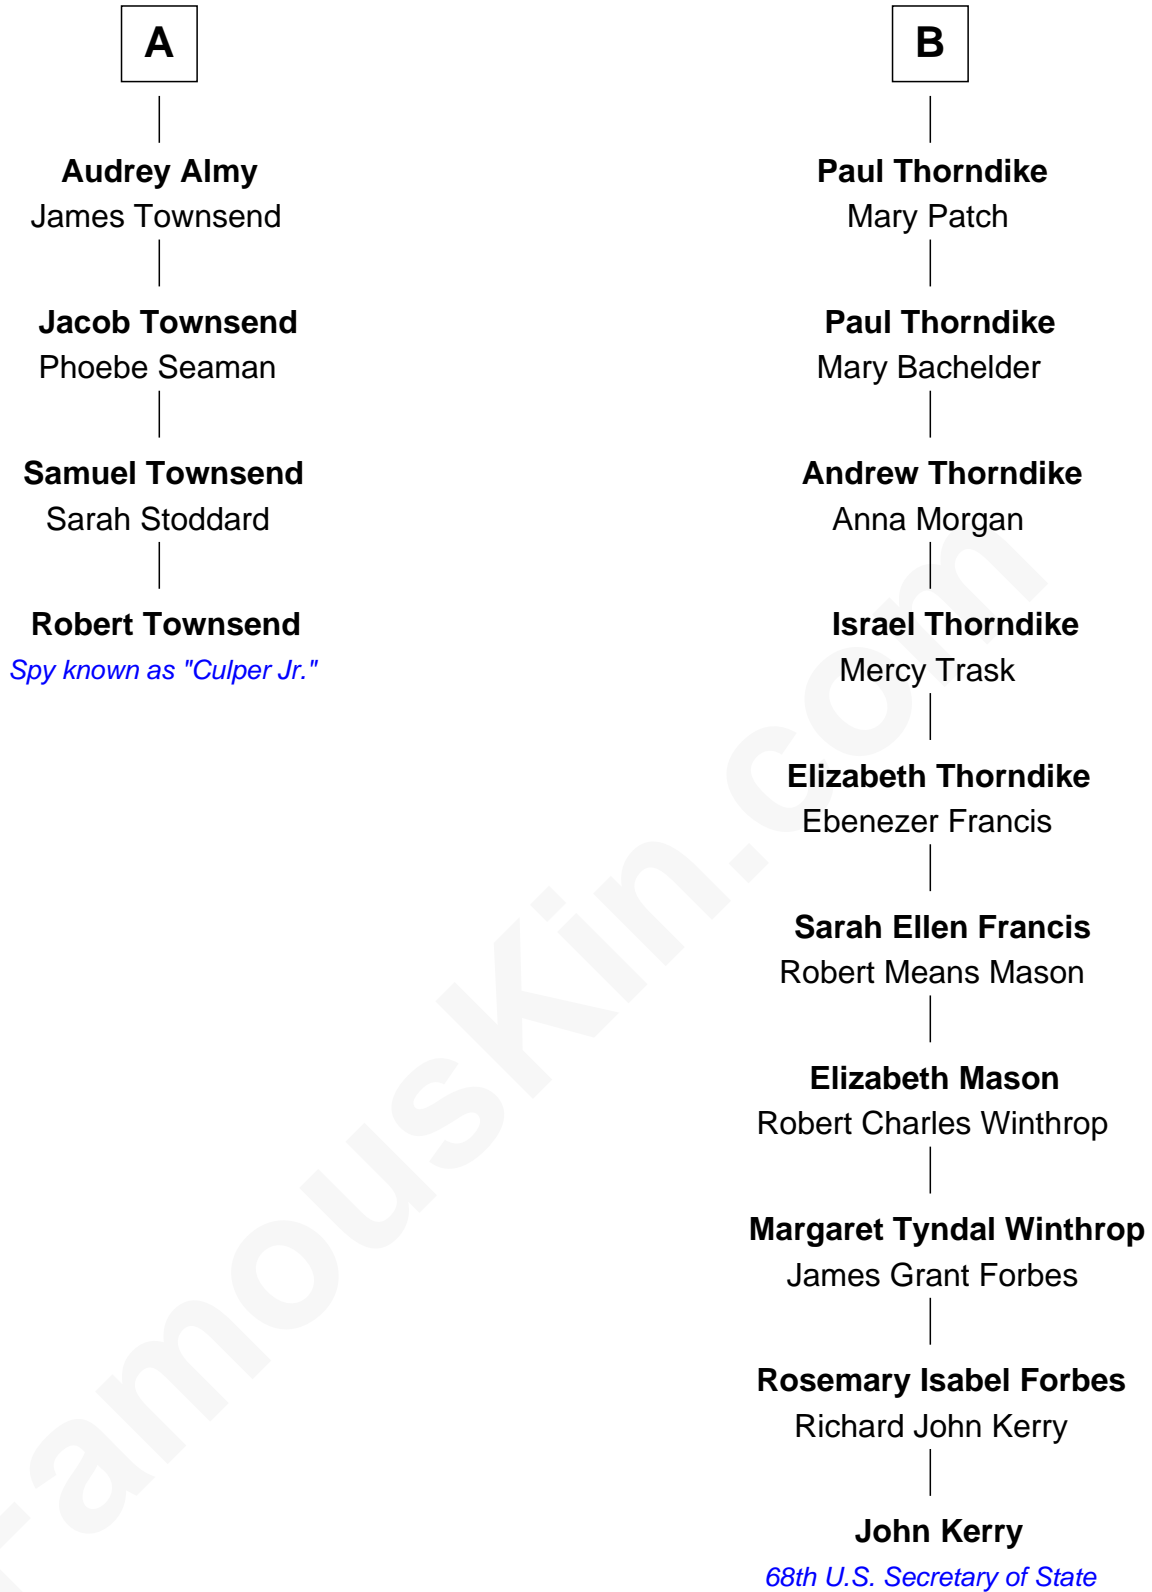 A
Audrey Almy
James Townsend
Jacob Townsend
Phoebe Seaman
Samuel Townsend
Sarah Stoddard
Robert Townsend
Spy known as "Culper Jr."
B
Paul Thorndike
Mary Patch
Paul Thorndike
Mary Bachelder
Andrew Thorndike
Anna Morgan
Israel Thorndike
Mercy Trask
Elizabeth Thorndike
Ebenezer Francis
Sarah Ellen Francis
Robert Means Mason
Elizabeth Mason
Robert Charles Winthrop
Margaret Tyndal Winthrop
James Grant Forbes
Rosemary Isabel Forbes
Richard John Kerry
John Kerry
68th U.S. Secretary of State
FamousKin.com